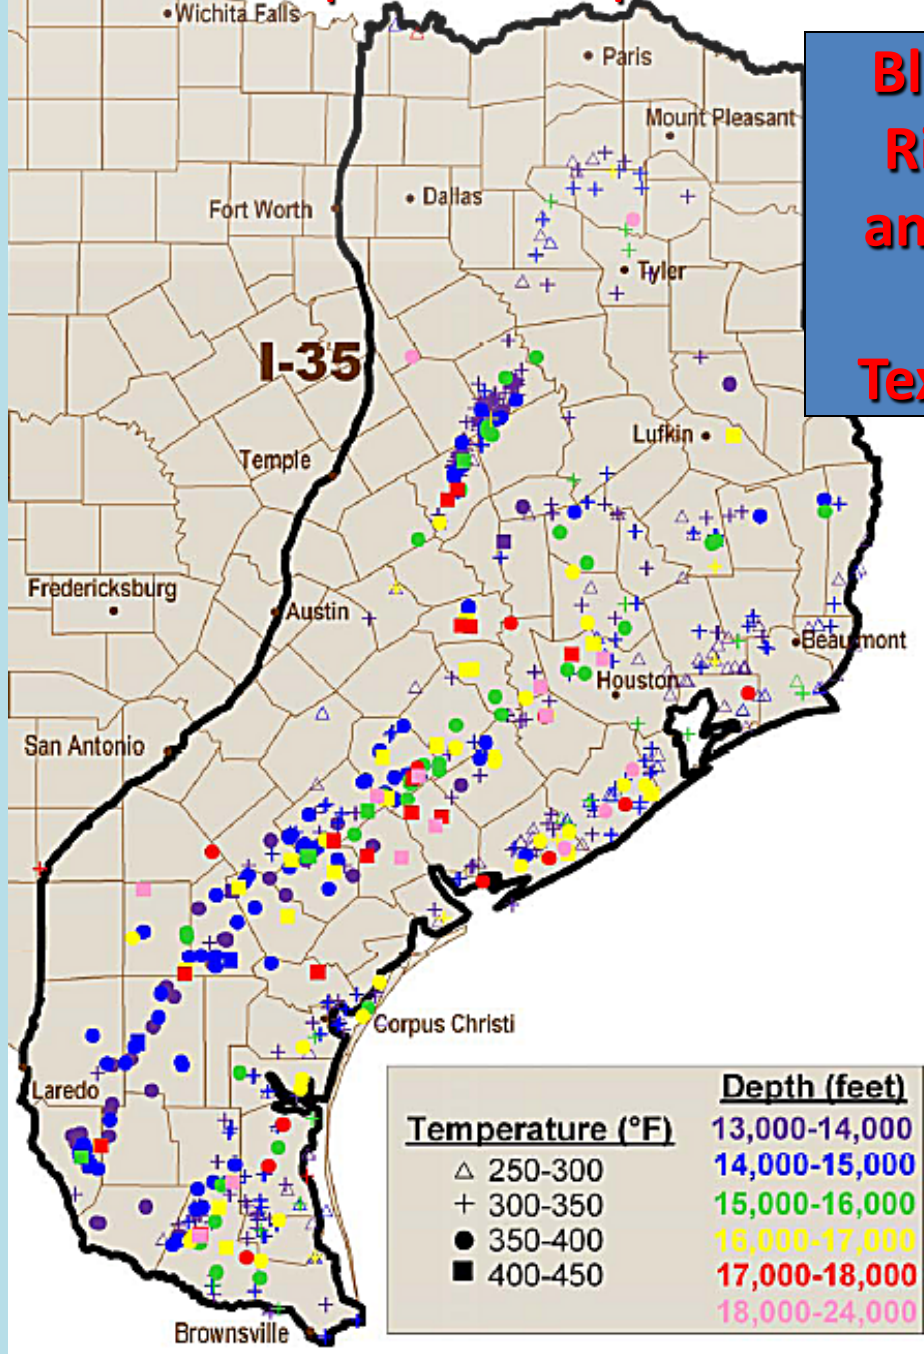 Wichita Falls
Paris
Mount Pleasant
Dallas
Fort Worth
Tyler
I-35
Lufkin
Temple
Fredericksburg
Austin
Beaumont
Houston
San Antonio
Corpus Christi
Laredo
Brownsville
Bl
R
an
Tex
Temperature (°F)
250-300
300-350
350-400
400-450
Depth (feet)
13,000-14,000
14,000-15,000
15,000-16,000
16,000-17,000
17,000-18,000
18,000-24,000